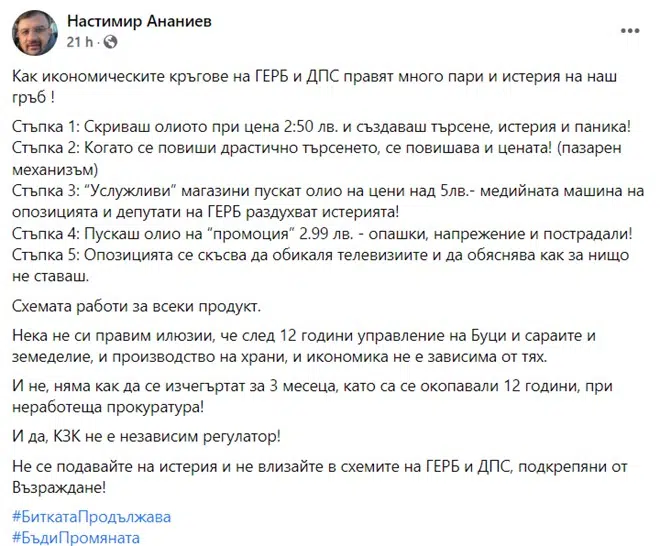 Настимир Ананиев
21 h ·
Как икономическите кръгове на ГЕРБ и ДПС правят много пари и истерия на наш
гръб !
Стъпка 1: Скриваш олиото при цена 2:50 лв. и създаваш търсене, истерия и паника!
Стъпка 2: Когато се повиши драстично търсенето, се повишава и цената! (пазарен
механизъм)
Стъпка 3: “Услужливи” магазини пускат олио на цени над 5лв.- медийната машина на
опозицията и депутати на ГЕРБ раздухват истерията!
Стъпка 4: Пускаш олио на “промоция” 2.99 лв. - опашки, напрежение и пострадали!
Стъпка 5: Опозицията се скъсва да обикаля телевизиите и да обяснява как за нищо
не ставаш.
Схемата работи за всеки продукт.
Нека не си правим илюзии, че след 12 години управление на Буци и сараите и
земеделие, и производство на храни, и икономика не е зависима от тях.
И не, няма как да се изчегъртат за 3 месеца, като са се окопавали 12 години, при
неработеща прокуратура!
И да, КЗК не е независим регулатор!
Не се подавайте на истерия и не влизайте в схемите на ГЕРБ и ДПС, подкрепяни от
Възраждане!
#БиткатаПродължава
#БъдиПромяната